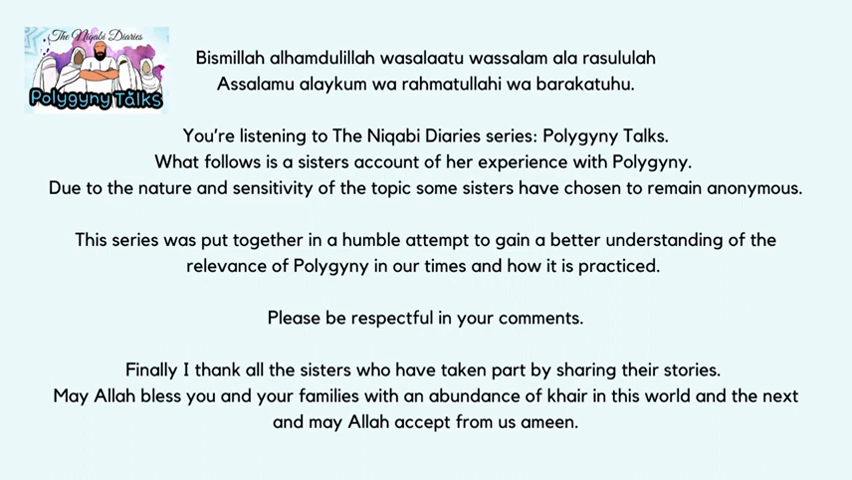 The Niqabi Diaries
Polygyny Talks
Bismillah alhamdulillah wasalaatu wassalam ala rasululah
Assalamu alaykum wa rahmatullahi wa barakatuhu.
You're listening to The Niqabi Diaries series: Polygyny Talks.
What follows is a sisters account of her experience with Polygyny.
Due to the nature and sensitivity of the topic some sisters have chosen to remain anonymous.
This series was put together in a humble attempt to gain a better understanding of the
relevance of Polygyny in our times and how it is practiced.
Please be respectful in your comments.
Finally I thank all the sisters who have taken part by sharing their stories.
May Allah bless you and your families with an abundance of khair in this world and the next
and may Allah accept from us ameen.